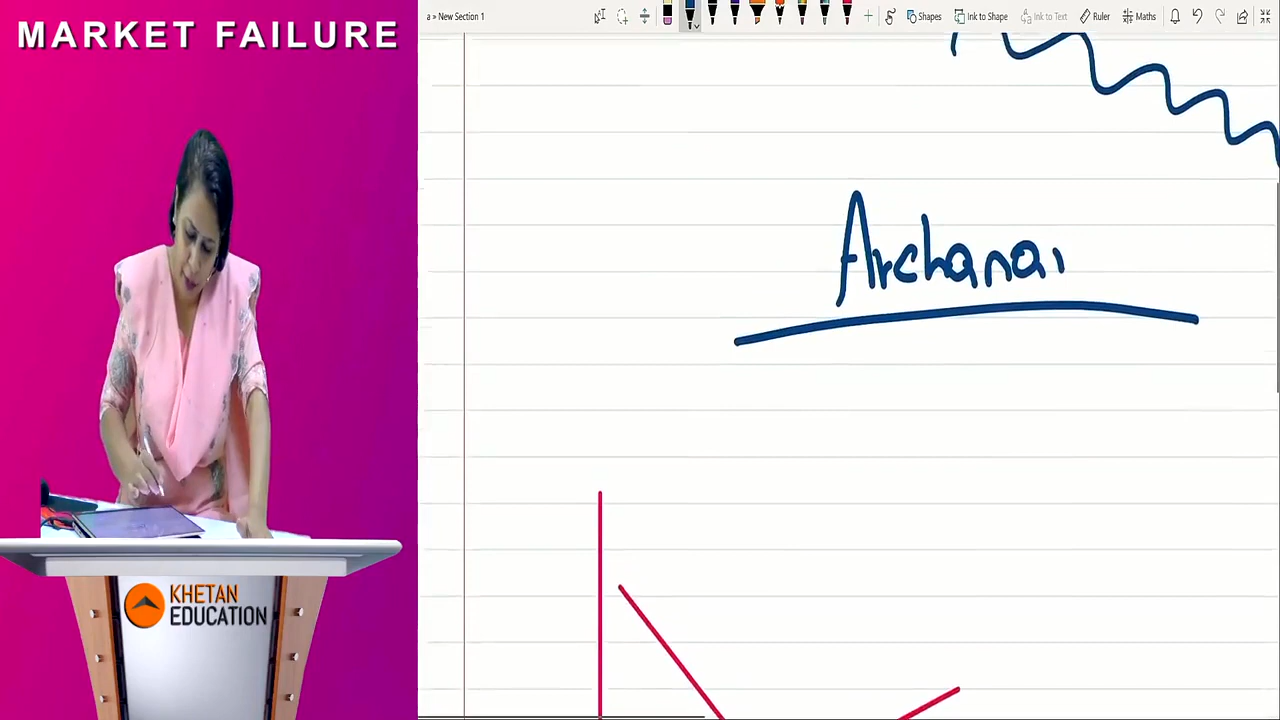 MARKET FAILURE
a » New Section 1
Shapes
Ink to Shape
Ink to Text
Ruler
Maths
Archana
KHETAN
EDUCATION